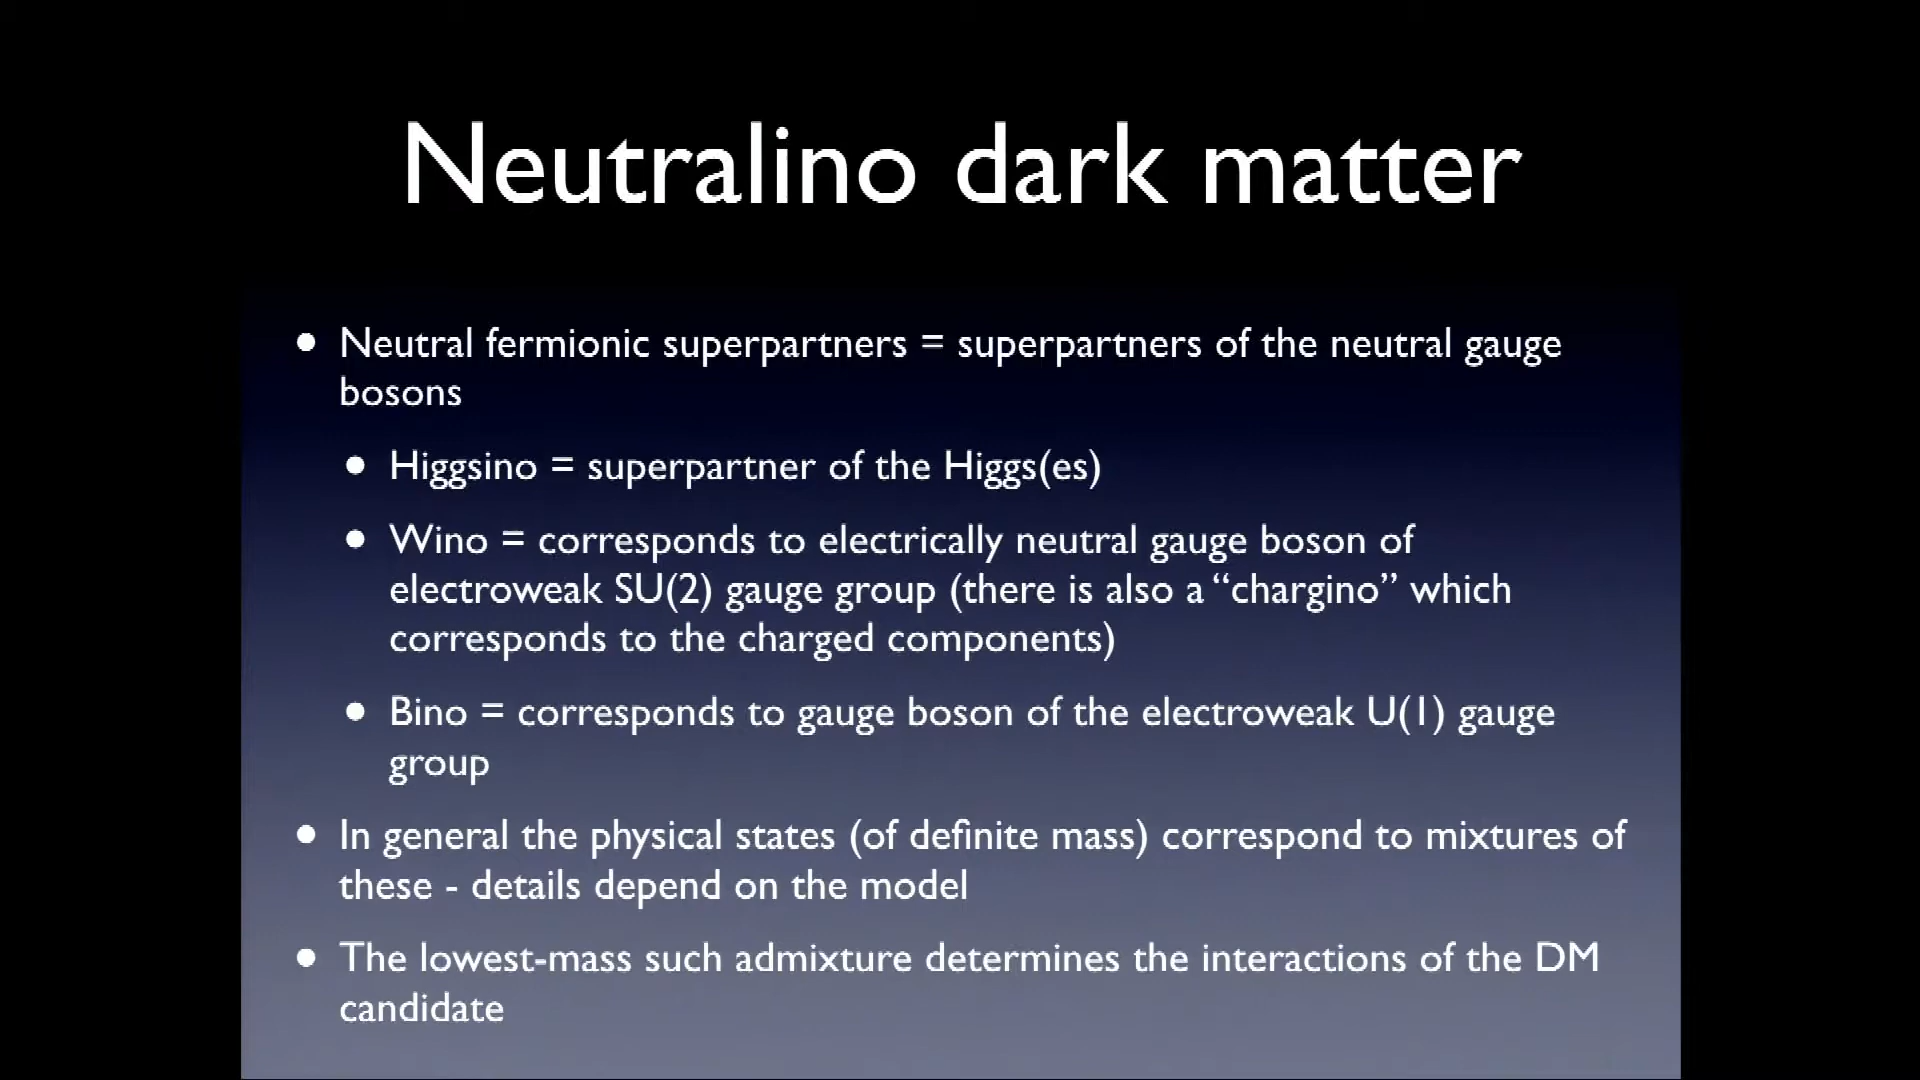 Neutralino dark matter
• Neutral fermionic superpartners = superpartners of the neutral gauge
bosons
• Higgsino = superpartner of the Higgs(es)
• Wino = corresponds to electrically neutral gauge boson of
electroweak SU(2) gauge group (there is also a “chargino” which
corresponds to the charged components)
• Bino = corresponds to gauge boson of the electroweak U(1) gauge
group
• In general the physical states (of definite mass) correspond to mixtures of
these - details depend on the model
• The lowest-mass such admixture determines the interactions of the DM
candidate